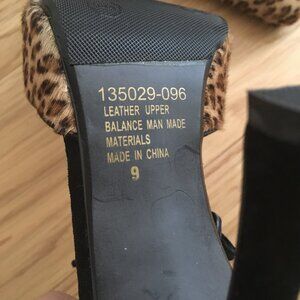 135029-096
LEATHER UPPER
BALANCE MAN MADE
MATERIALS
MADE IN CHINA
9